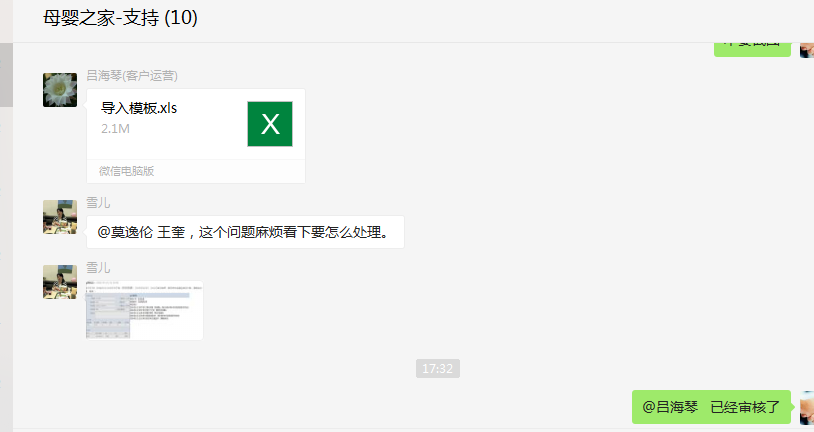 母婴之家-支持 (10)
吕海琴(客户运营)
导入模板.xls
2.1M
X
微信电脑版
雪儿
@莫逸伦 王奎，这个问题麻烦看下要怎么处理。
雪儿
17:32
@吕海琴 已经审核了